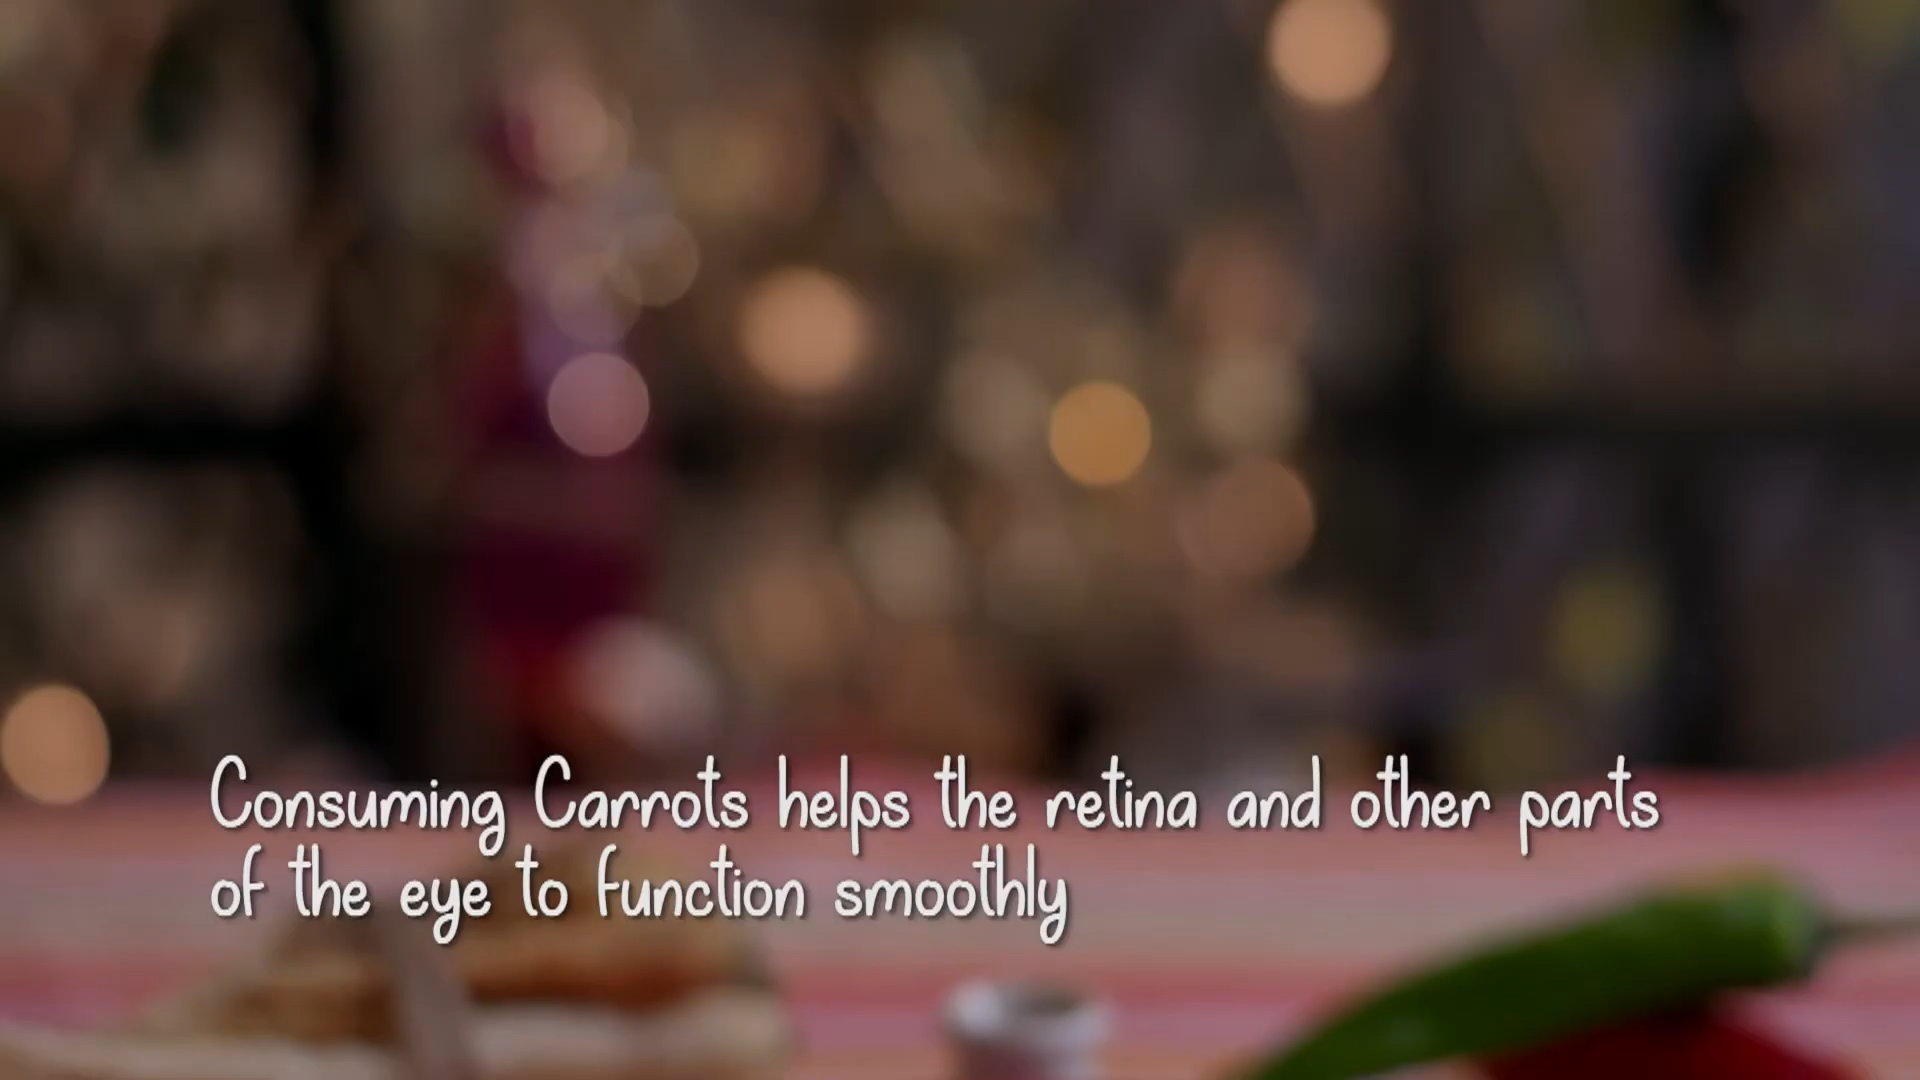 Consuming Carrots helps the retina and other parts
of the eye to function smoothly